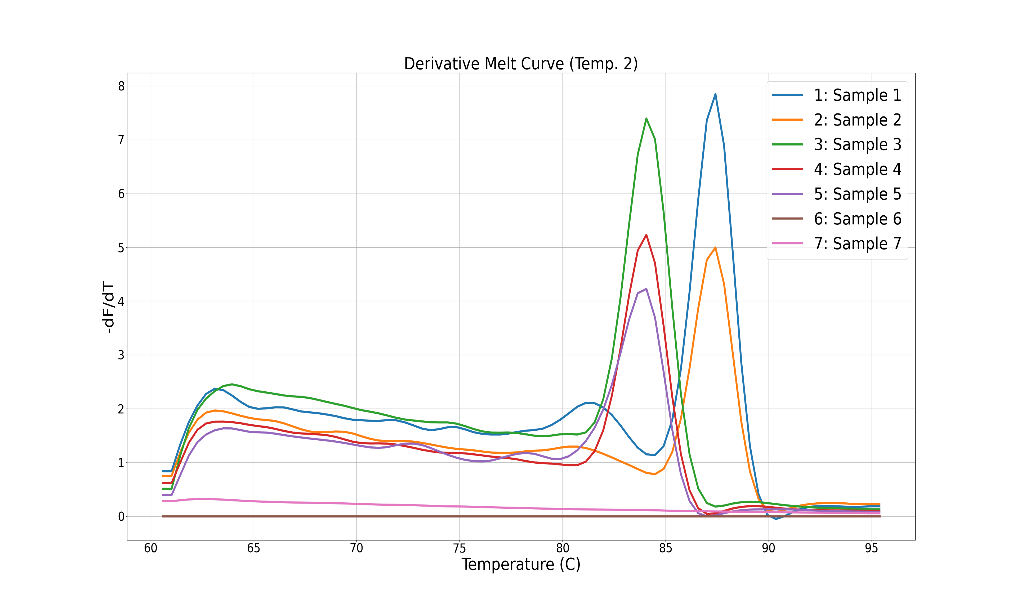 Derivative Melt Curve (Temp. 2)
8
7
6
5
4
3
2
1
0
-dF/dT
1: Sample 1
2: Sample 2
3: Sample 3
4: Sample 4
5: Sample 5
6: Sample 6
7: Sample 7
60 65 70 75 80 85 90 95
Temperature (C)